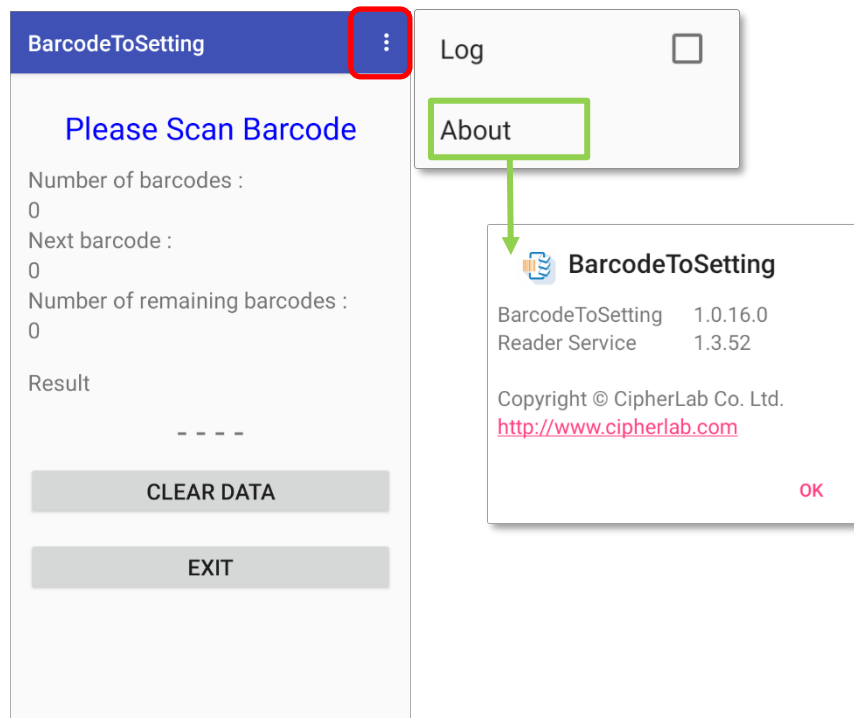 BarcodeToSetting
Please Scan Barcode
Number of barcodes :
0
Next barcode :
0
Number of remaining barcodes :
0
Result
- - - -
CLEAR DATA
EXIT
Log
About
BarcodeToSetting
BarcodeToSetting 1.0.16.0
Reader Service 1.3.52
Copyright © CipherLab Co. Ltd.
http://www.cipherlab.com
OK